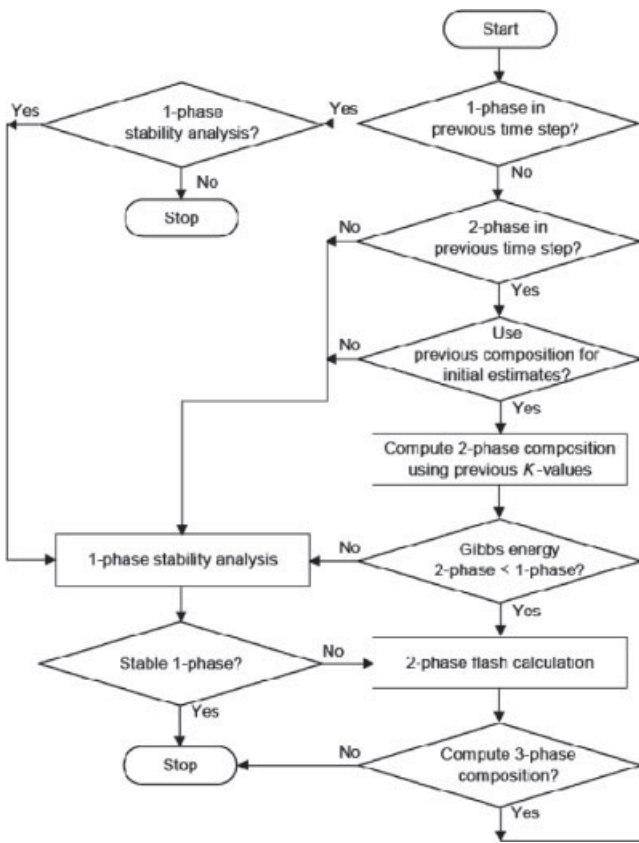 Start
1-phase in
previous time step?
Yes
1-phase
stability analysis?
Yes
No
Stop
No
2-phase in
previous time step?
No
Yes
Use
previous composition for
initial estimates?
No
Yes
Compute 2-phase composition
using previous K-values
Gibbs energy
2-phase < 1-phase?
No
1-phase stability analysis
Yes
Stable 1-phase?
No
2-phase flash calculation
Yes
Stop
No
Compute 3-phase
composition?
Yes